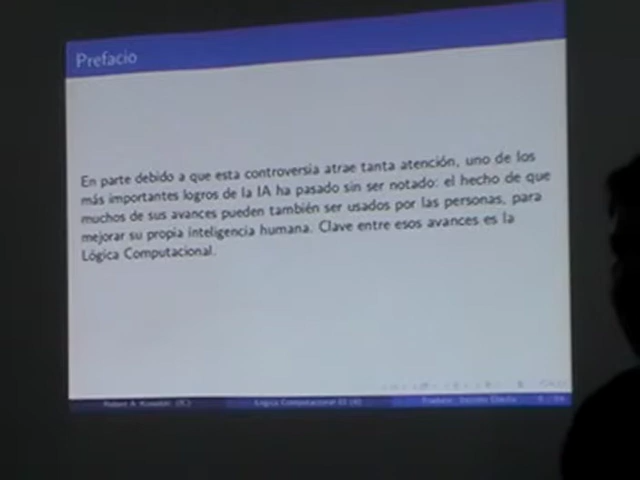 Prefacio
En parte debido a que esta controversia atrae tanta atención, uno de los
más importantes logros de la IA ha pasado sin ser notado: el hecho de que
muchos de sus avances pueden también ser usados por las personas, para
mejorar su propia inteligencia humana. Clave entre esos avances es la
Lógica Computacional.
Lógica Computacional